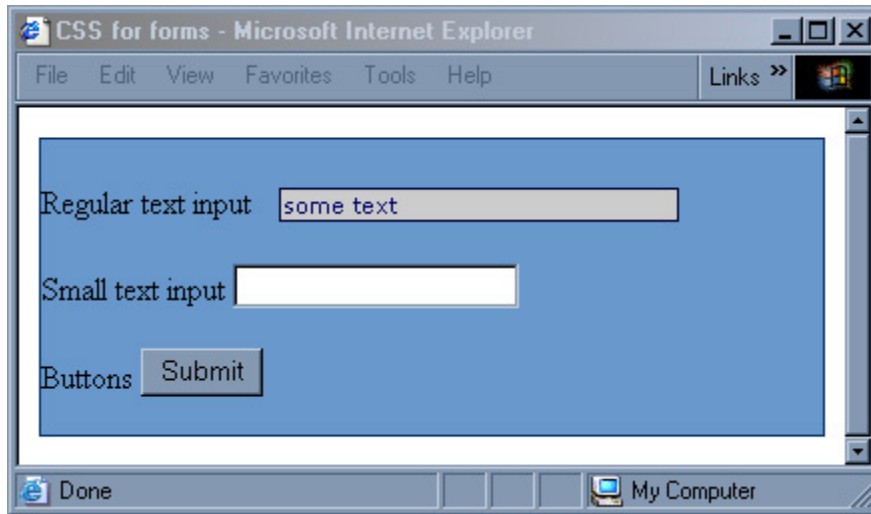 CSS for forms - Microsoft Internet Explorer
File Edit View Favorites Tools Help Links »
Regular text input some text
Small text input
Buttons Submit
Done My Computer